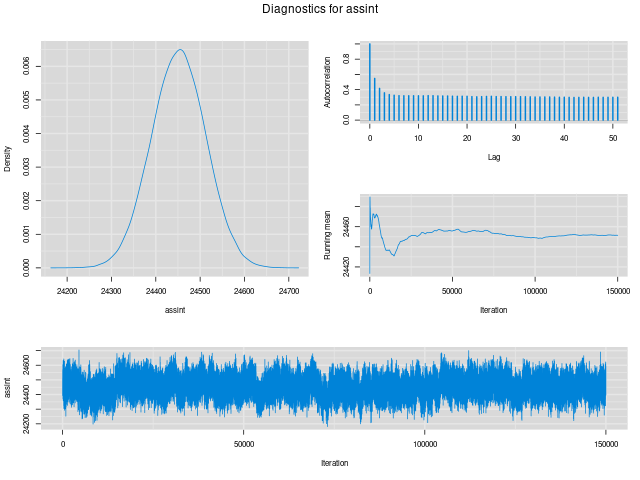 Diagnostics for assint
Density
0.000 0.001 0.002 0.003 0.004 0.005 0.006
24200 24300 24400 24500 24600 24700
assint
Autocorrelation
0.0 0.4 0.8
0 10 20 30 40 50
Lag
Running mean
24420 24460
0 50000 100000 150000
Iteration
assint
24200 24400 24600
0 50000 100000 150000
Iteration